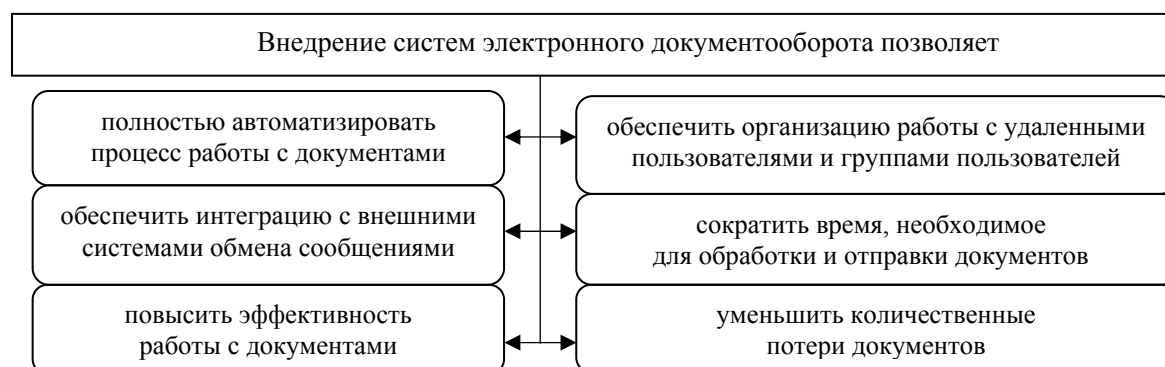 Внедрение систем электронного документооборота позволяет
полностью автоматизировать
процесс работы с документами
обеспечить организацию работы с удаленными
пользователями и группами пользователей
обеспечить интеграцию с внешними
системами обмена сообщениями
сократить время, необходимое
для обработки и отправки документов
повысить эффективность
работы с документами
уменьшить количественные
потери документов